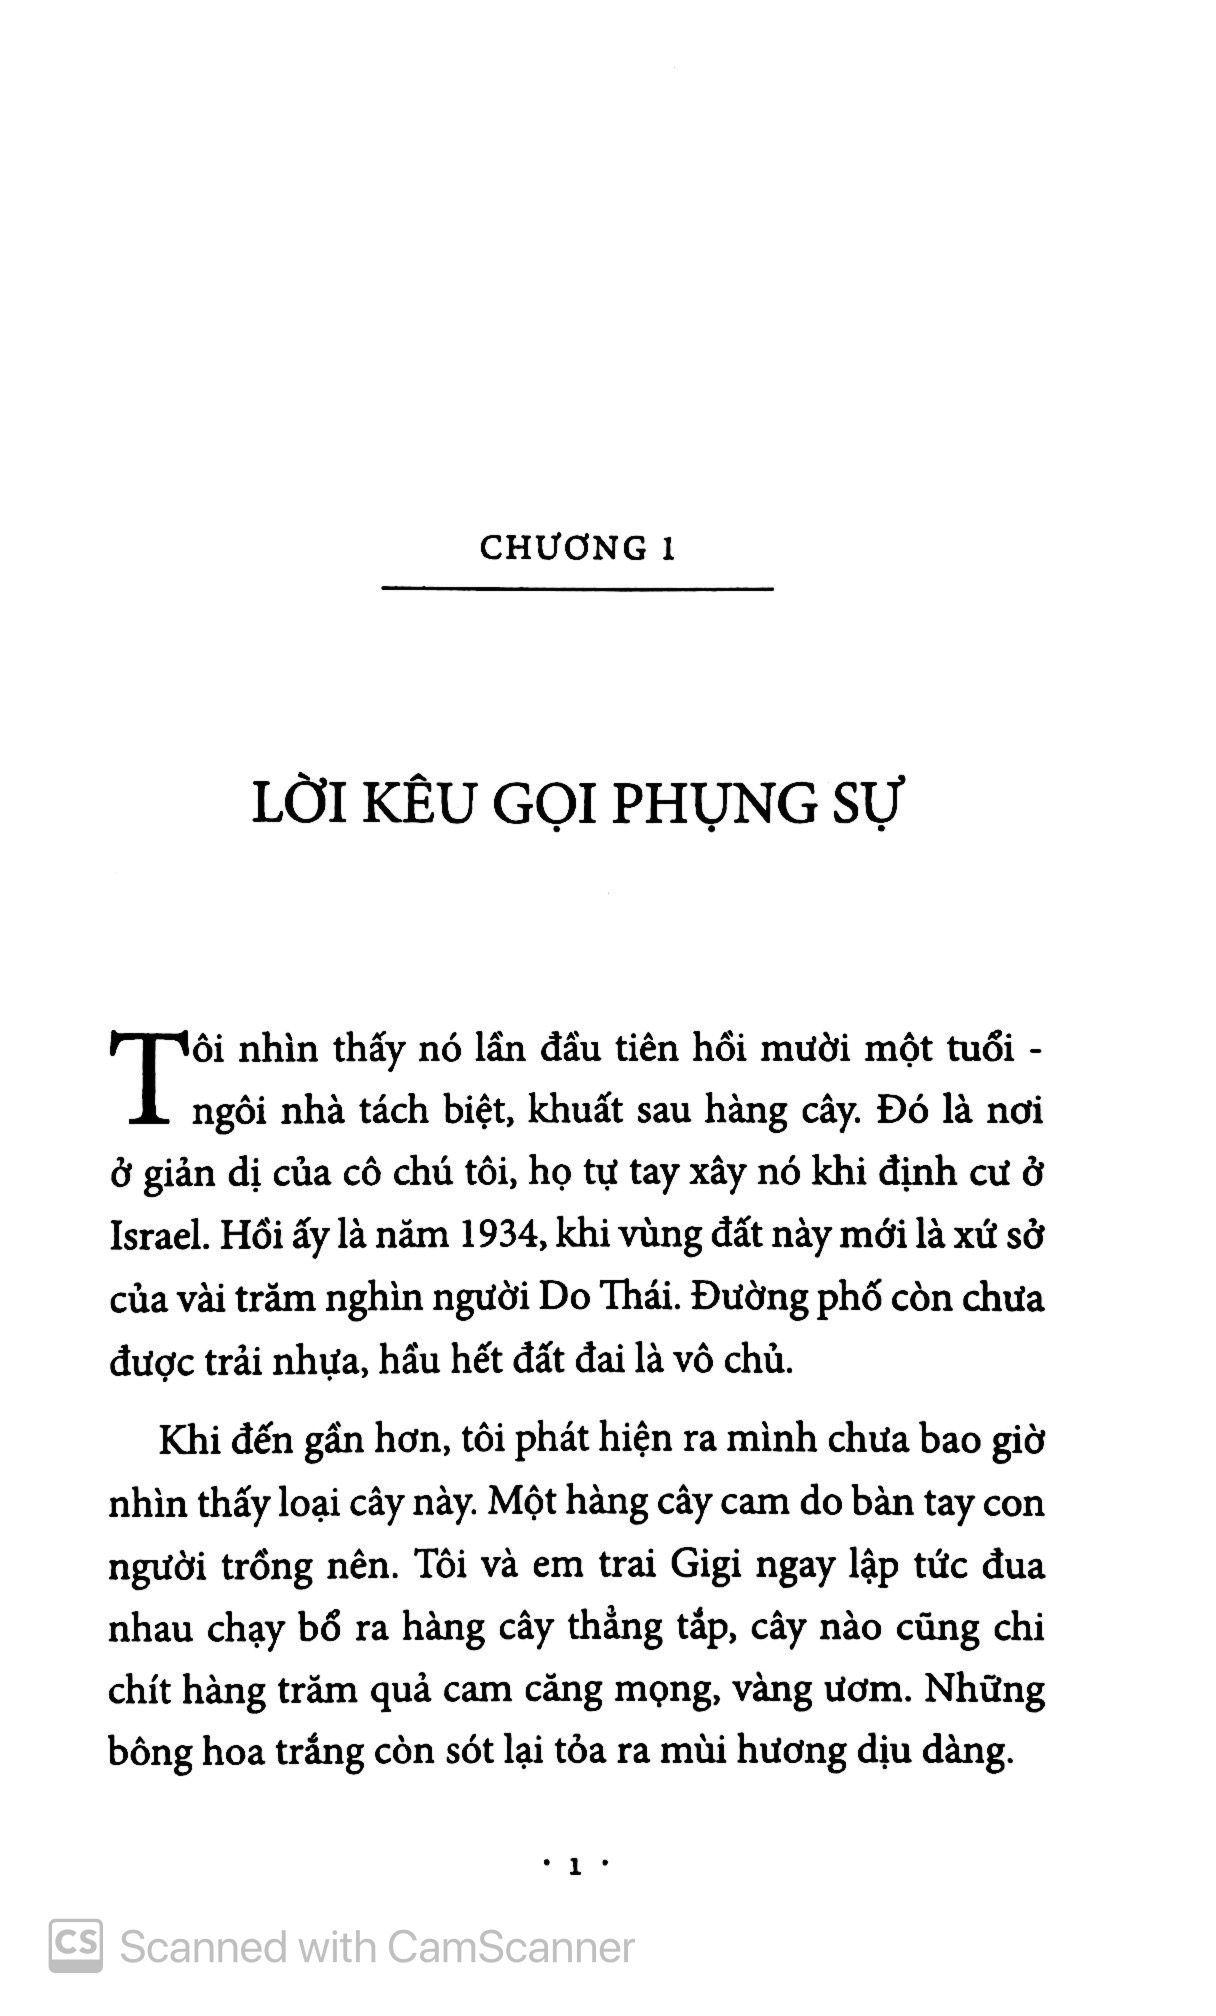 CHƯƠNG 1
LỜI KÊU GỌI PHỤNG SỰ
Tôi nhìn thấy nó lần đầu tiên hồi mười một tuổi -
ngôi nhà tách biệt, khuất sau hàng cây. Đó là nơi
ở giản dị của cô chú tôi, họ tự tay xây nó khi định cư ở
Israel. Hồi ấy là năm 1934, khi vùng đất này mới là xứ sở
của vài trăm nghìn người Do Thái. Đường phố còn chưa
được trải nhựa, hầu hết đất đai là vô chủ.
Khi đến gần hơn, tôi phát hiện ra mình chưa bao giờ
nhìn thấy loại cây này. Một hàng cây cam do bàn tay con
người trồng nên. Tôi và em trai Gigi ngay lập tức đua
nhau chạy bổ ra hàng cây thẳng tắp, cây nào cũng chi
chít hàng trăm quả cam căng mọng, vàng ươm. Những
bông hoa trắng còn sót lại tỏa ra mùi hương dịu dàng.
• 1 •
CS Scanned with CamScanner